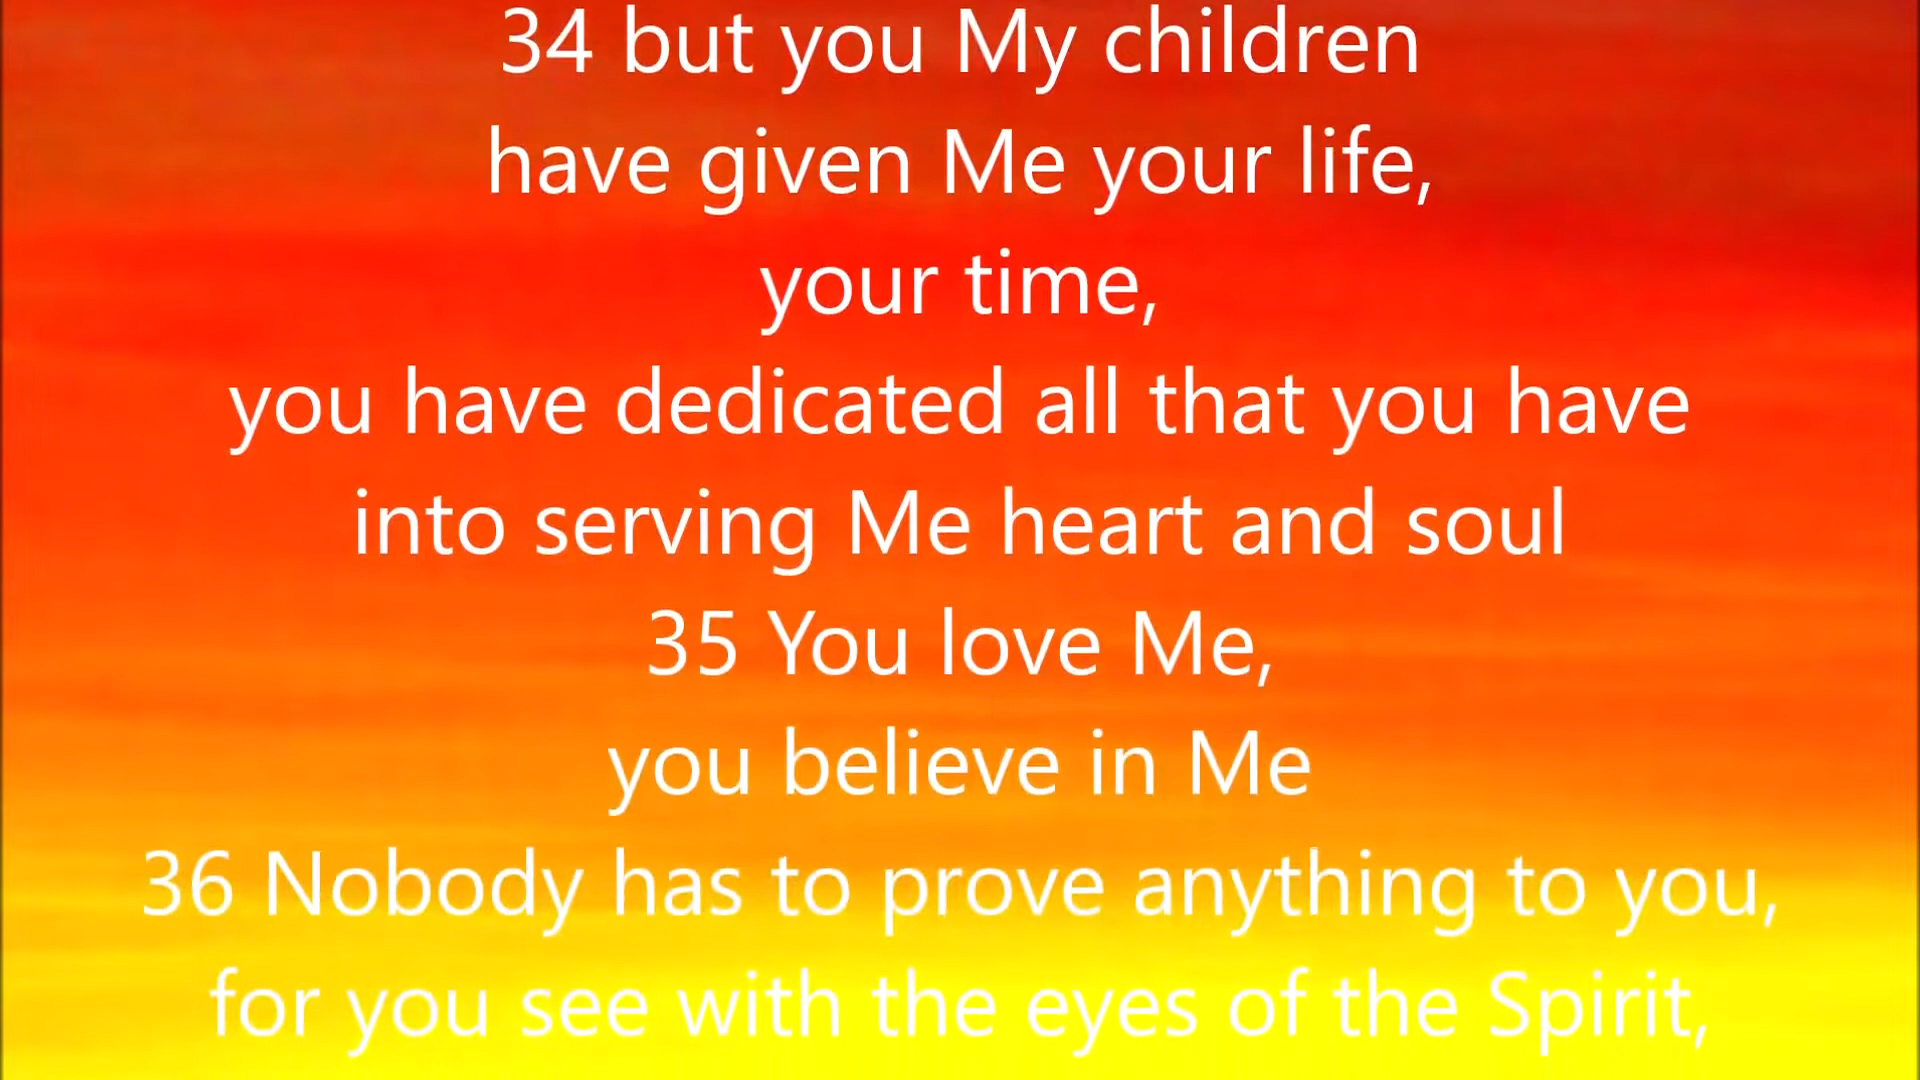 34 but you My children
have given Me your life,
your time,
you have dedicated all that you have
into serving Me heart and soul
35 You love Me,
you believe in Me
36 Nobody has to prove anything to you,
for you see with the eyes of the Spirit,